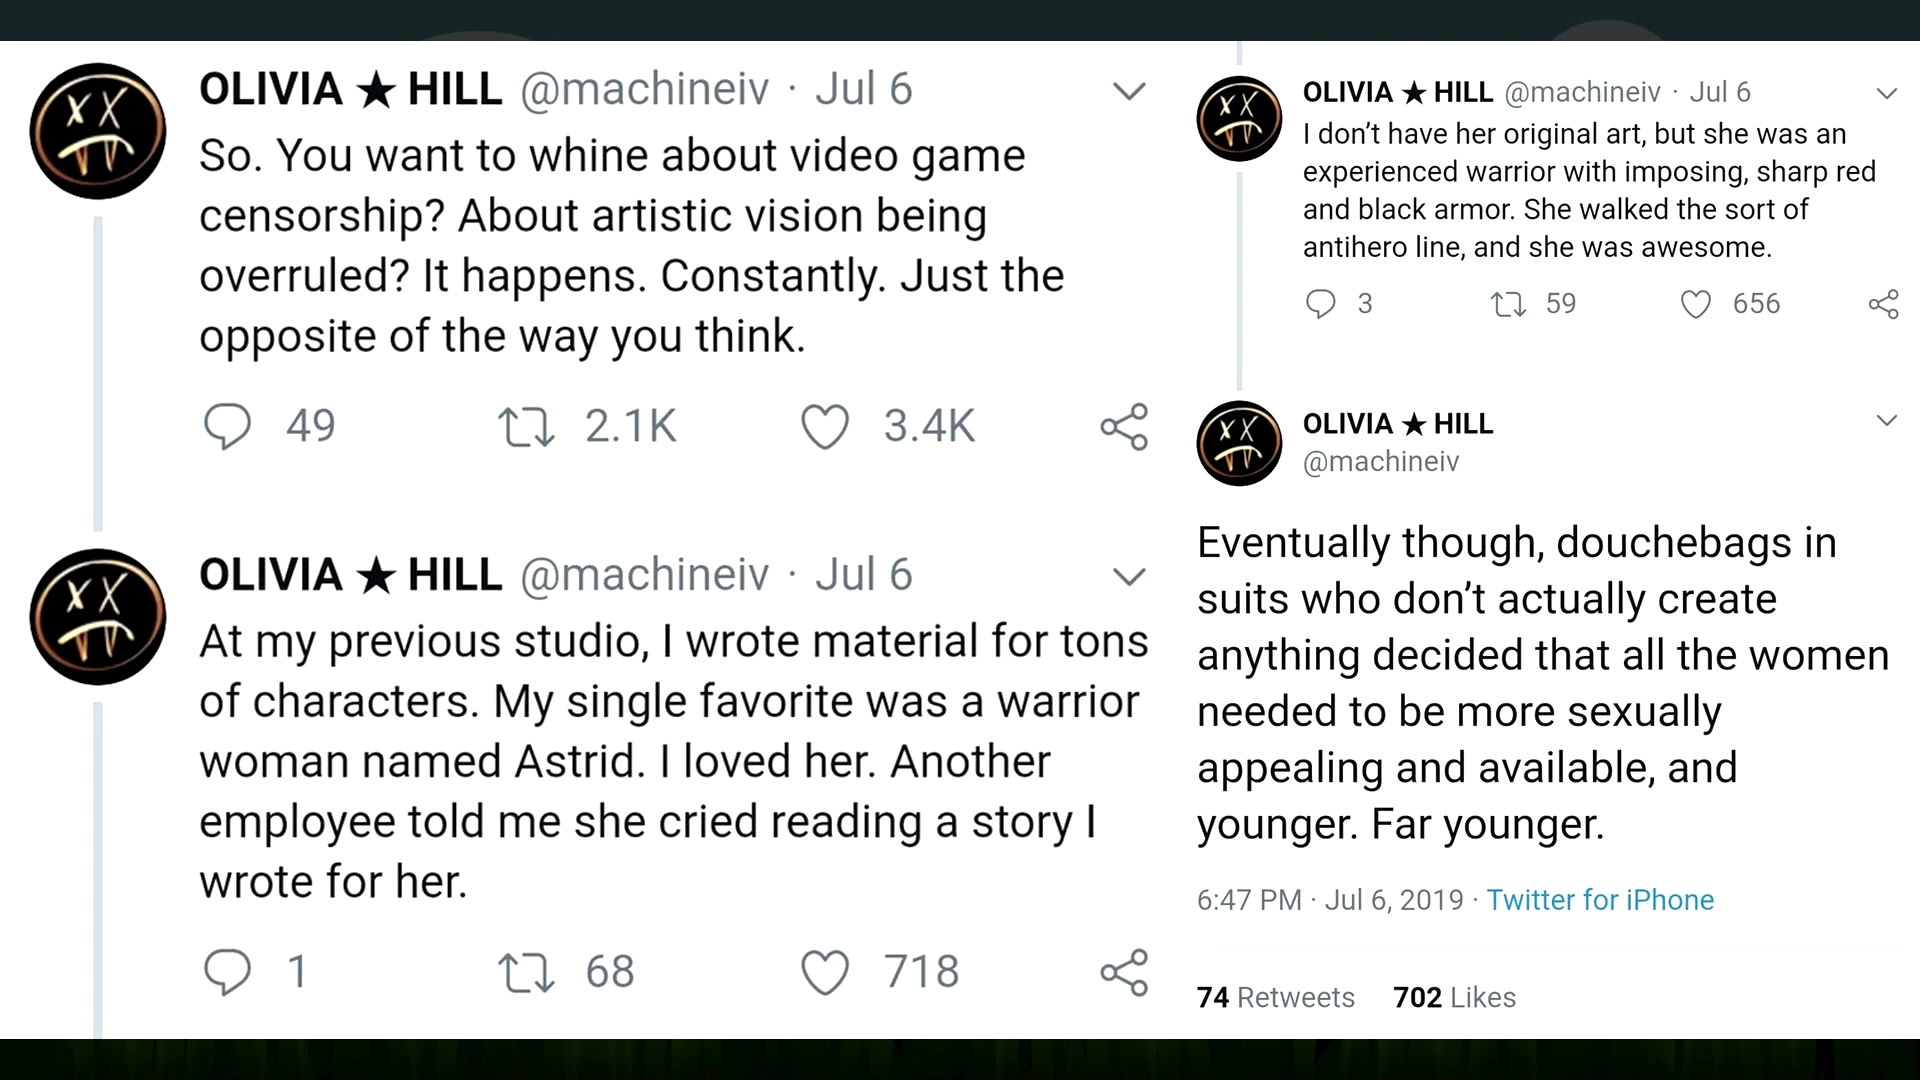 OLIVIA ★ HILL @machineiv · Jul 6
So. You want to whine about video game
censorship? About artistic vision being
overruled? It happens. Constantly. Just the
opposite of the way you think.
49 2.1K 3.4K
OLIVIA ★ HILL @machineiv · Jul 6
At my previous studio, I wrote material for tons
of characters. My single favorite was a warrior
woman named Astrid. I loved her. Another
employee told me she cried reading a story I
wrote for her.
1 68 718
OLIVIA ★ HILL @machineiv · Jul 6
I don’t have her original art, but she was an
experienced warrior with imposing, sharp red
and black armor. She walked the sort of
antihero line, and she was awesome.
3 59 656
OLIVIA ★ HILL
@machineiv
Eventually though, douchebags in
suits who don’t actually create
anything decided that all the women
needed to be more sexually
appealing and available, and
younger. Far younger.
6:47 PM · Jul 6, 2019 · Twitter for iPhone
74 Retweets 702 Likes